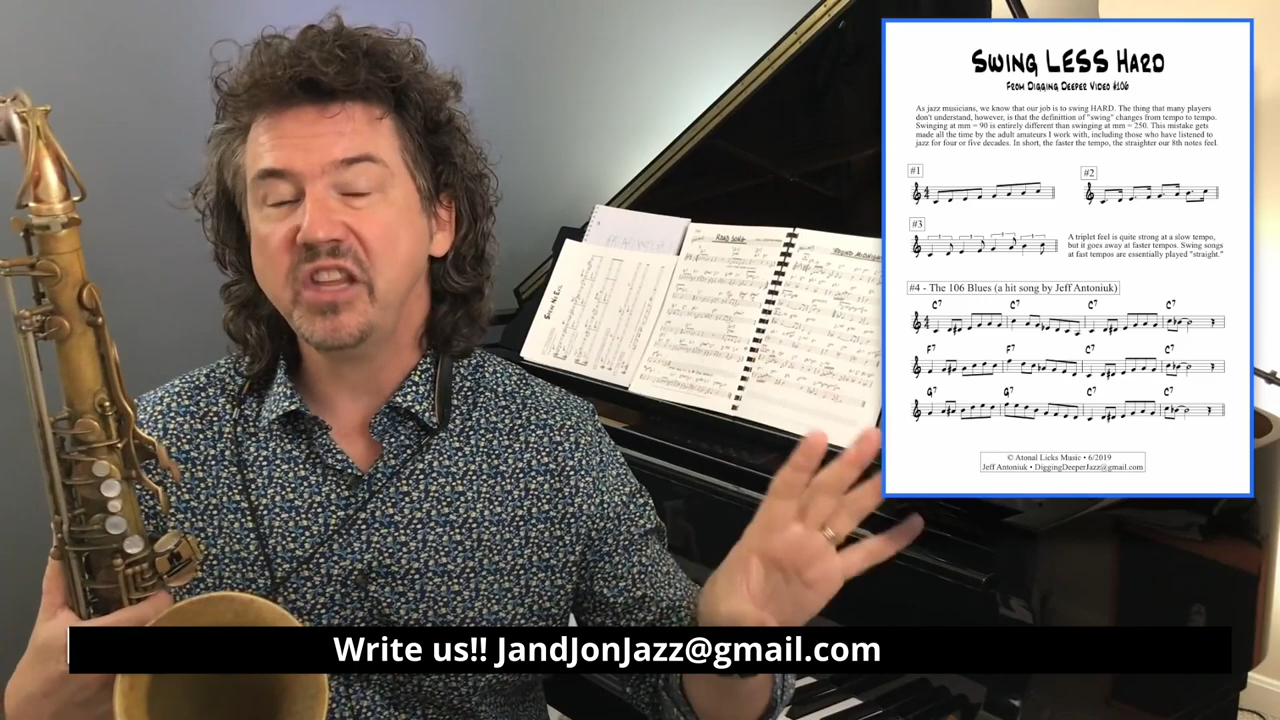 SWING LESS HARD
FROM DIGGING DEEPER VIDEO #106
As jazz musicians, we know that our job is to swing HARD. The thing that many players
don't understand, however, is that the definition of "swing" changes from tempo to tempo.
Swinging at mm = 90 is entirely different than swinging at mm = 250. This mistake gets
made all the time by the adult amateurs I work with, including those who have listened to
jazz for four or five decades. In short, the faster the tempo, the straighter our 8th notes feel.
#1
#2
#3
A triplet feel is quite strong at a slow tempo,
but it goes away at faster tempos. Swing songs
at fast tempos are essentially played "straight."
#4 - The 106 Blues (a hit song by Jeff Antoniuk)
C7 C7 C7 C7
F7 F7 C7 C7
G7 G7 C7 C7
© Atonal Licks Music • 6/2019
Jeff Antoniuk • DiggingDeeperJazz@gmail.com
ROAD SONG
ROUND MIDNIGHT
Write us!! JandJonJazz@gmail.com